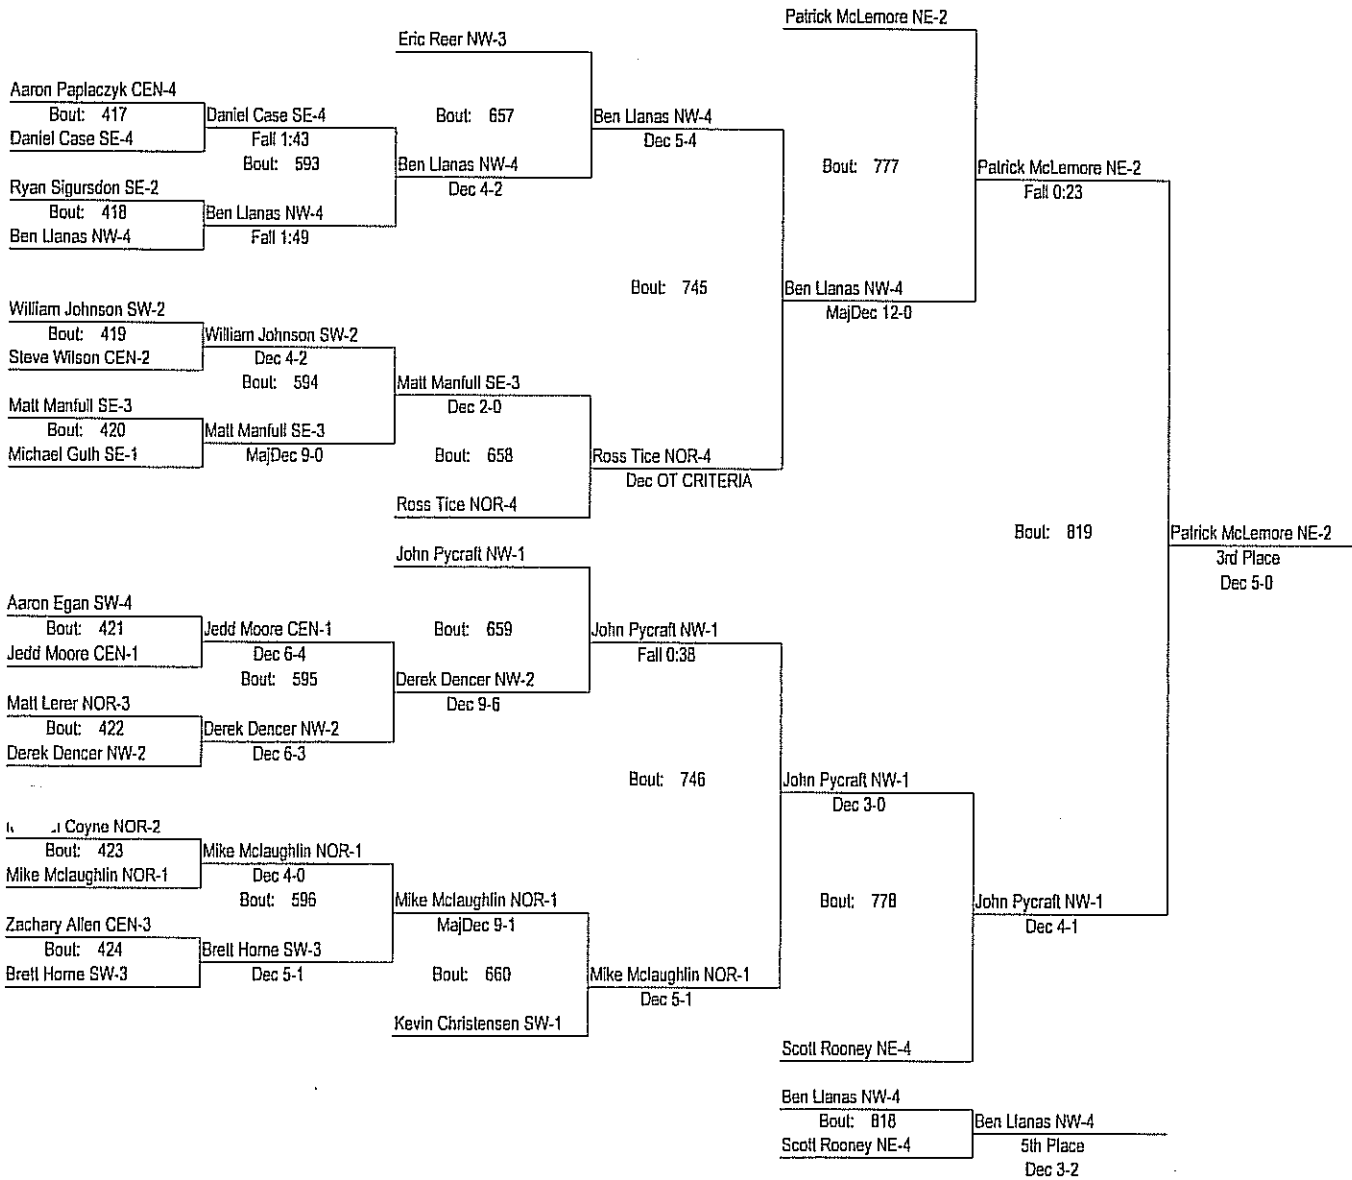 Patrick McLemore NE-2
Eric Reer NW-3
Aaron Paplaczyk CEN-4
Bout: 417
Daniel Case SE-4
Daniel Case SE-4
Fall 1:43
Bout: 593
Bout: 657
Ben Llanas NW-4
Dec 5-4
Ryan Sigursdon SE-2
Bout: 418
Ben Llanas NW-4
Ben Llanas NW-4
Fall 1:49
Ben Llanas NW-4
Dec 4-2
Bout: 777
Patrick McLemore NE-2
Fall 0:23
William Johnson SW-2
Bout: 419
Steve Wilson CEN-2
William Johnson SW-2
Dec 4-2
Bout: 594
Bout: 745
Ben Llanas NW-4
MajDec 12-0
Matt Manfull SE-3
Bout: 420
Michael Guth SE-1
Matt Manfull SE-3
MajDec 9-0
Matt Manfull SE-3
Dec 2-0
Bout: 658
Ross Tice NOR-4
Ross Tice NOR-4
Dec OT CRITERIA
Bout: 819
Patrick McLemore NE-2
3rd Place
Dec 5-0
John Pycraft NW-1
Aaron Egan SW-4
Bout: 421
Jedd Moore CEN-1
Jedd Moore CEN-1
Dec 6-4
Bout: 595
Bout: 659
John Pycraft NW-1
Fall 0:38
Matt Lerer NOR-3
Bout: 422
Derek Dencer NW-2
Derek Dencer NW-2
Dec 6-3
Derek Dencer NW-2
Dec 9-6
Bout: 746
John Pycraft NW-1
Dec 3-0
Coyne NOR-2
Bout: 423
Mike Mclaughlin NOR-1
Mike Mclaughlin NOR-1
Dec 4-0
Bout: 596
Mike Mclaughlin NOR-1
MajDec 9-1
Bout: 778
John Pycraft NW-1
Dec 4-1
Zachary Allen CEN-3
Bout: 424
Brett Horne SW-3
Brett Horne SW-3
Dec 5-1
Bout: 660
Mike Mclaughlin NOR-1
Dec 5-1
Kevin Christensen SW-1
Scott Rooney NE-4
Ben Llanas NW-4
Bout: 818
Scott Rooney NE-4
Ben Llanas NW-4
5th Place
Dec 3-2